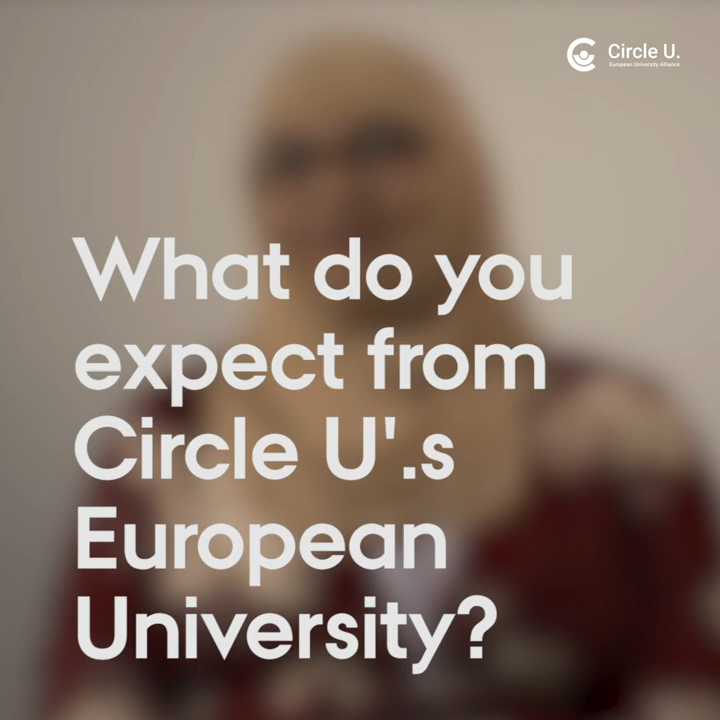 Circle U.
European University Alliance
What do you
expect from
Circle U'.s
European
University?